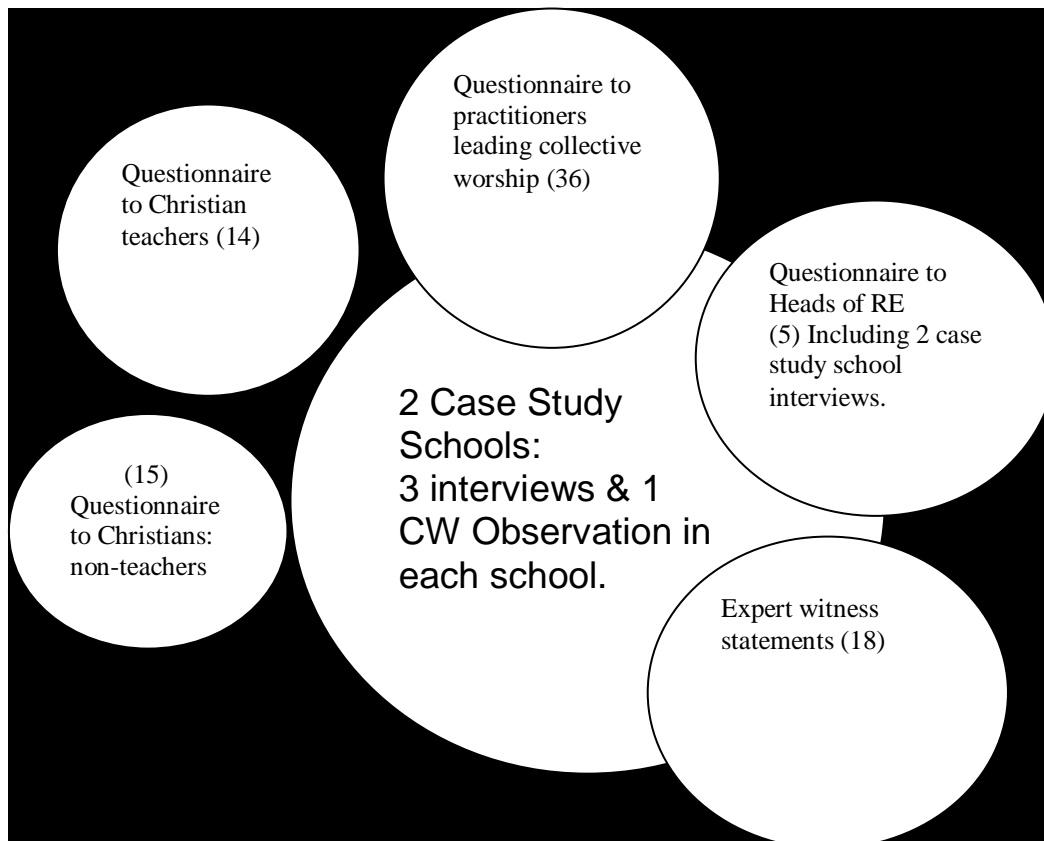 Questionnaire to
practitioners
leading collective
worship (36)
Questionnaire
to Christian
teachers (14)
Questionnaire to
Heads of RE
(5) Including 2 case
study school
interviews.
2 Case Study
Schools:
3 interviews & 1
CW Observation in
each school.
(15)
Questionnaire
to Christians:
non-teachers
Expert witness
statements (18)